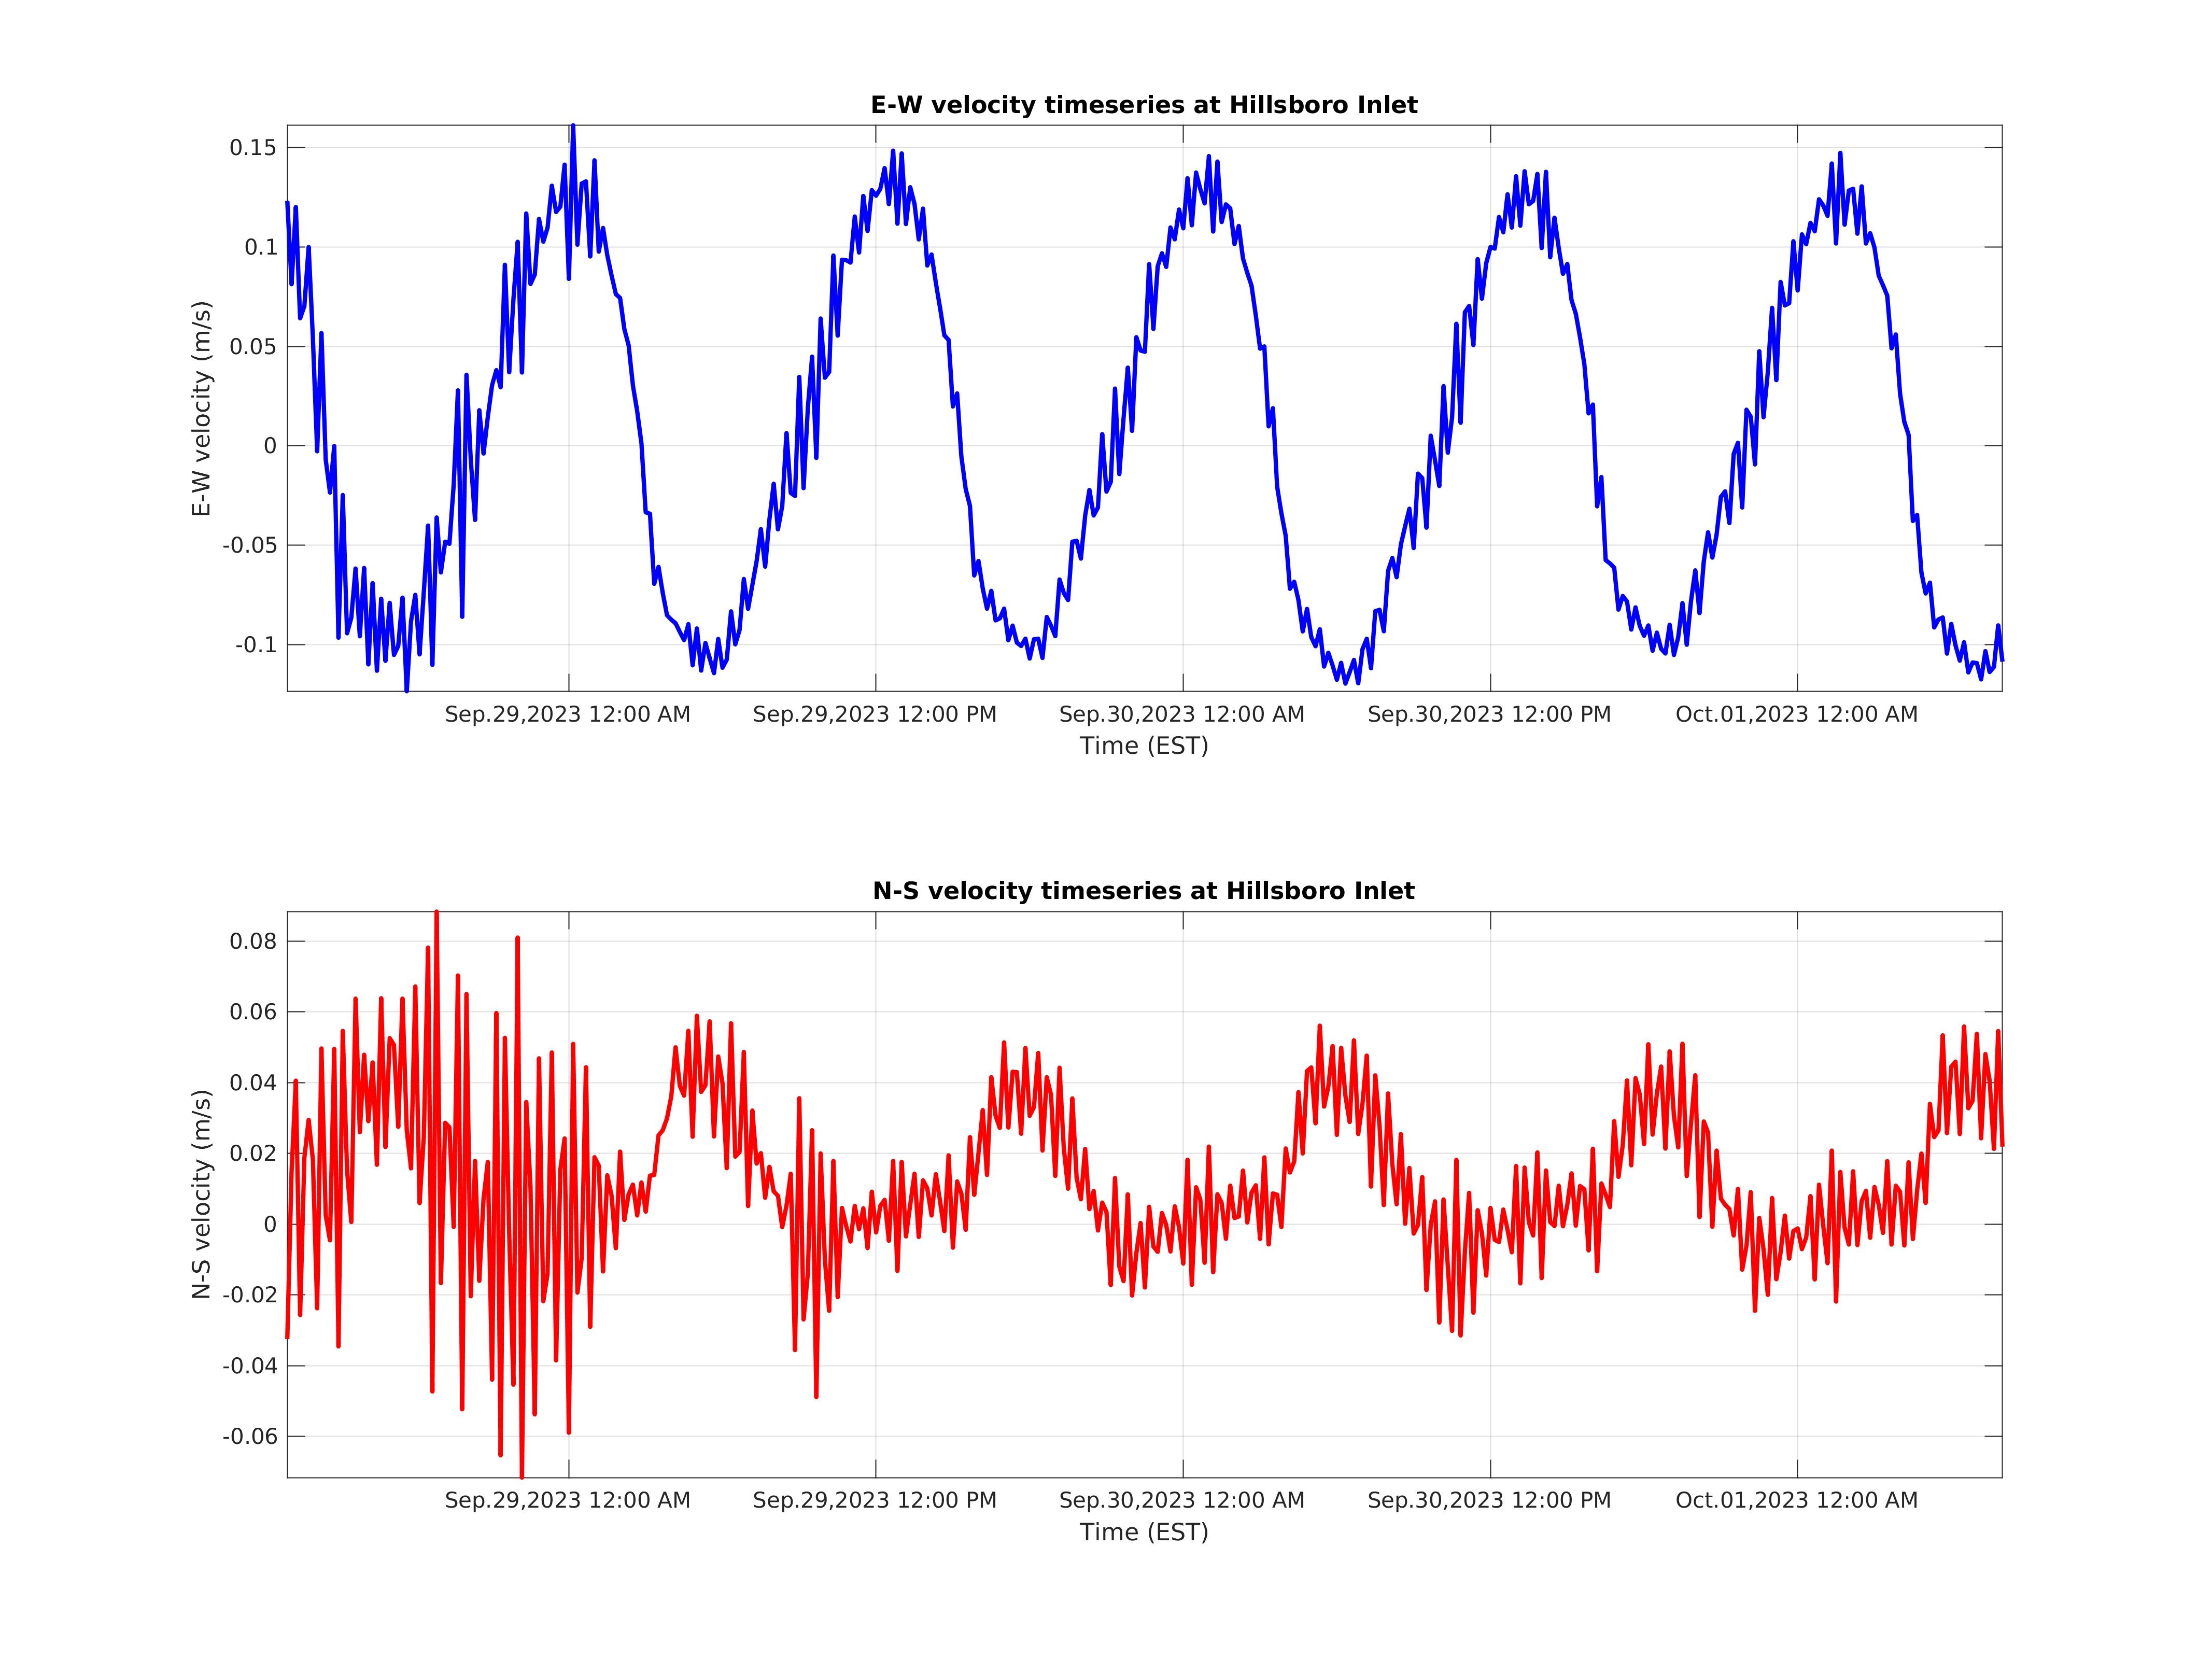 E-W velocity timeseries at Hillsboro Inlet
0.15
0.1
0.05
0
-0.05
-0.1
E-W velocity (m/s)
Sep.29,2023 12:00 AM Sep.29,2023 12:00 PM Sep.30,2023 12:00 AM Sep.30,2023 12:00 PM Oct.01,2023 12:00 AM
Time (EST)
N-S velocity timeseries at Hillsboro Inlet
0.08
0.06
0.04
0.02
0
-0.02
-0.04
-0.06
N-S velocity (m/s)
Sep.29,2023 12:00 AM Sep.29,2023 12:00 PM Sep.30,2023 12:00 AM Sep.30,2023 12:00 PM Oct.01,2023 12:00 AM
Time (EST)